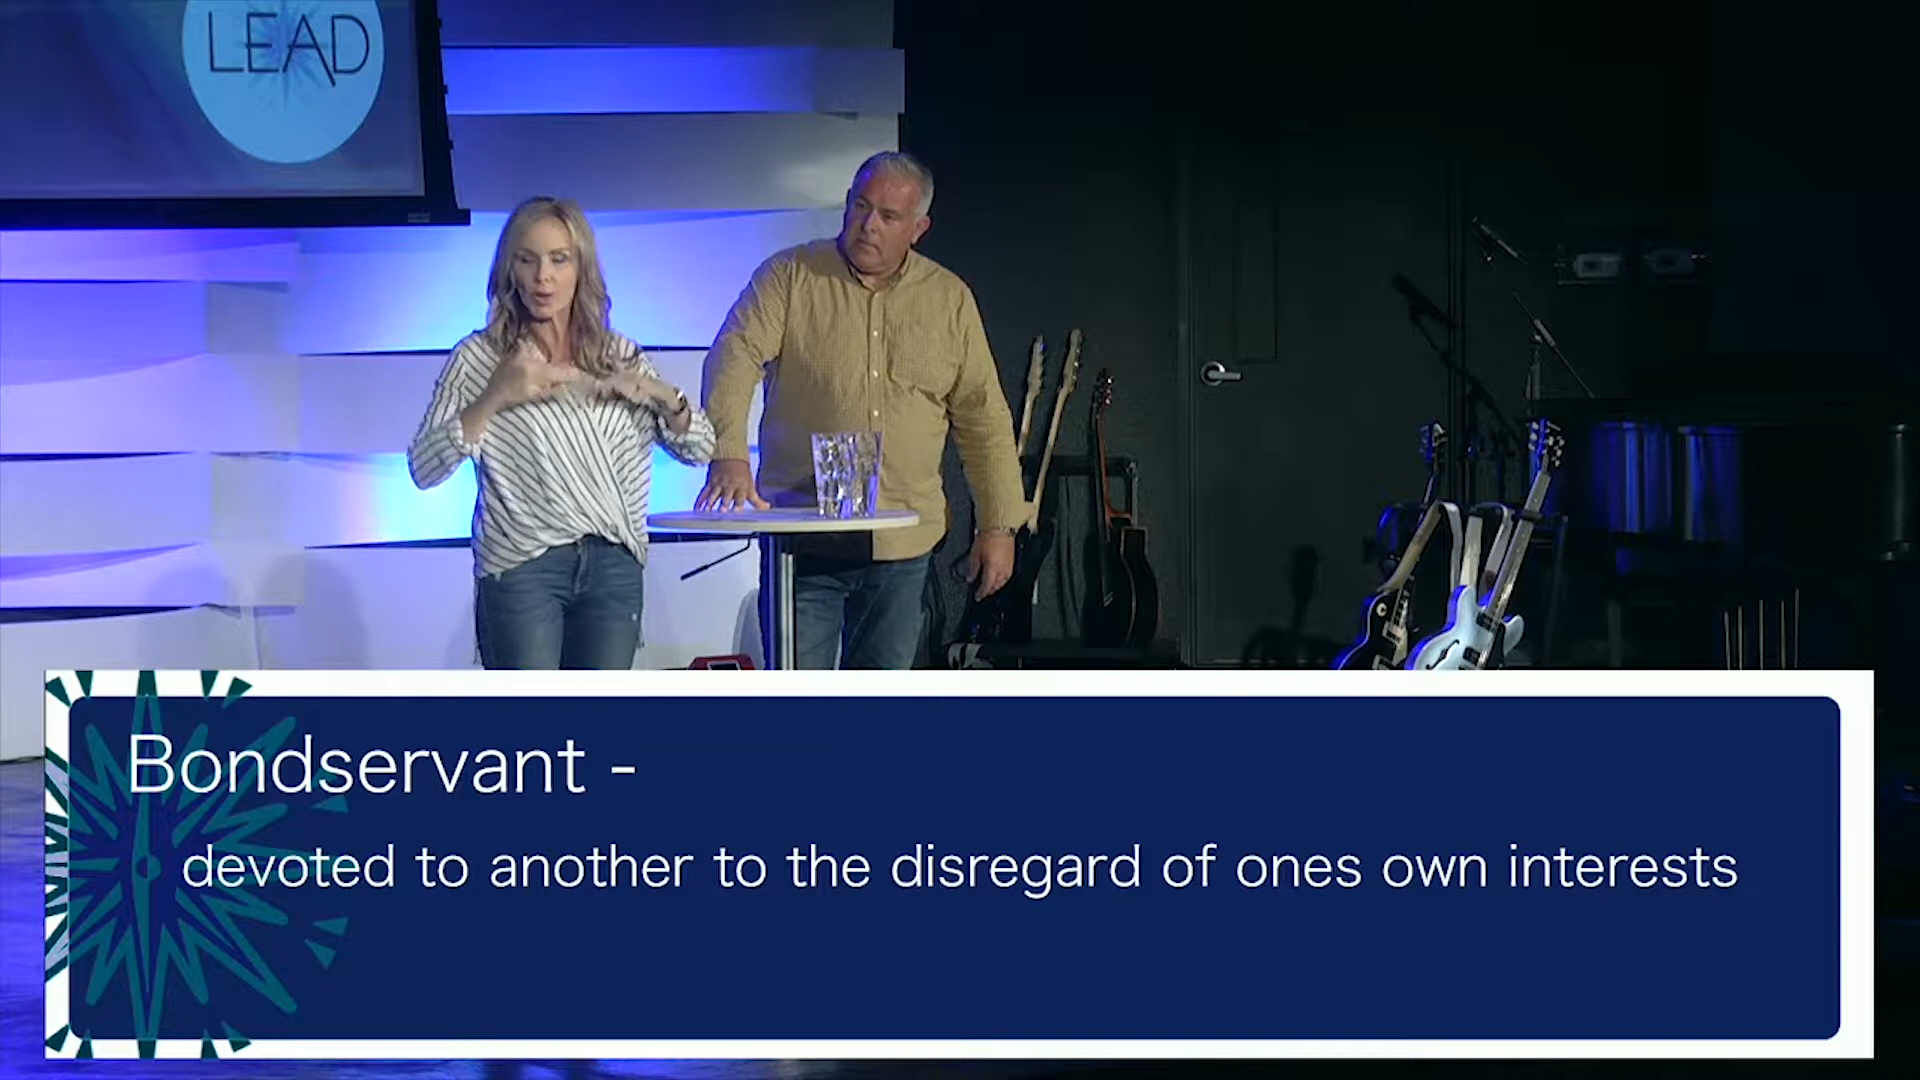 LEAD
Bondservant -
devoted to another to the disregard of ones own interests